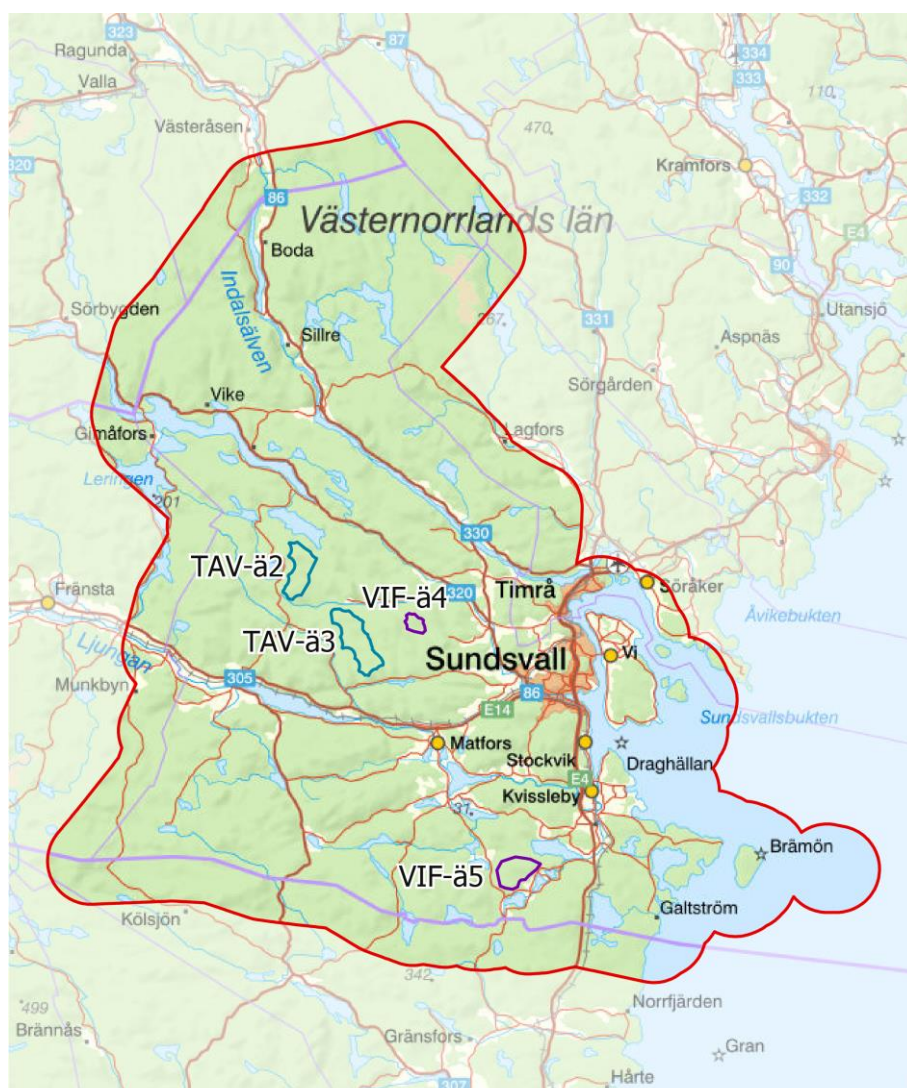 323
Ragunda
Valla
87
334
333
110
Västeråsen
470
320
Kramfors
86
332
Västernorrlands län
E4
Boda
90
Indalsälven
Sörbygden
267
331
Utansjö
Sillre
Aspnäs
Sörgården
Vike
Gimåfors
Lagfors
Leringen
201
330
TAV-ä2
Timrå
Söråker
Fränsta
VIF-ä4
320
Åvikebukten
TAV-ä3
Ljungan
Sundsvall
Vi
305
Munkbyn
86
E14
Sundsvallsbukten
Matfors
Stockvik
Draghällan
E4
Kvissleby
31
Brämön
VIF-ä5
Kölsjön
Galtström
342
499
Norrfjärden
Brännås
Gränsfors
Gran
307
Hårte